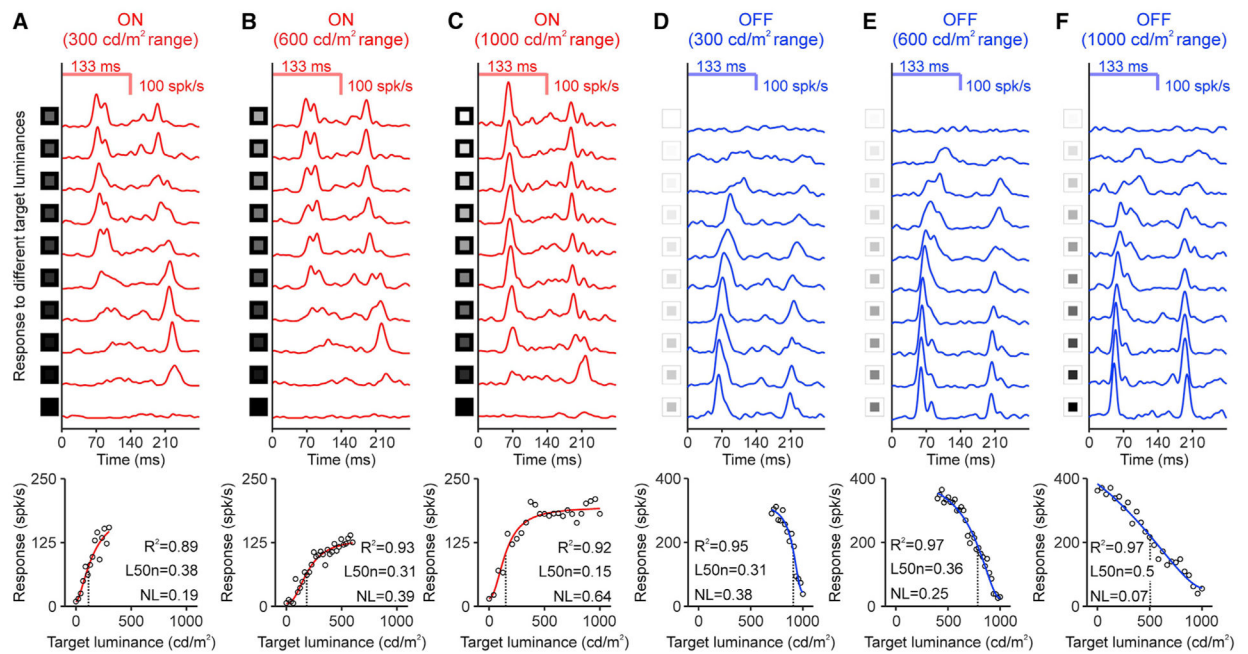 A
ON
(300 cd/m² range)
133 ms
100 spk/s
B
ON
(600 cd/m² range)
133 ms
100 spk/s
C
ON
(1000 cd/m² range)
133 ms
100 spk/s
D
OFF
(300 cd/m² range)
133 ms
100 spk/s
E
OFF
(600 cd/m² range)
133 ms
100 spk/s
F
OFF
(1000 cd/m² range)
133 ms
100 spk/s
Response to different target luminances
0 70 140 210
Time (ms)
0 70 140 210
Time (ms)
0 70 140 210
Time (ms)
0 70 140 210
Time (ms)
0 70 140 210
Time (ms)
0 70 140 210
Time (ms)
Response (spk/s)
250
125
0
R²=0.89
L50n=0.38
NL=0.19
0 500 1000
Target luminance (cd/m²)
Response (spk/s)
250
125
0
R²=0.93
L50n=0.31
NL=0.39
0 500 1000
Target luminance (cd/m²)
Response (spk/s)
250
125
0
R²=0.92
L50n=0.15
NL=0.64
0 500 1000
Target luminance (cd/m²)
Response (spk/s)
400
200
0
R²=0.95
L50n=0.31
NL=0.38
0 500 1000
Target luminance (cd/m²)
Response (spk/s)
400
200
0
R²=0.97
L50n=0.36
NL=0.25
0 500 1000
Target luminance (cd/m²)
Response (spk/s)
400
200
0
R²=0.97
L50n=0.5
NL=0.07
0 500 1000
Target luminance (cd/m²)